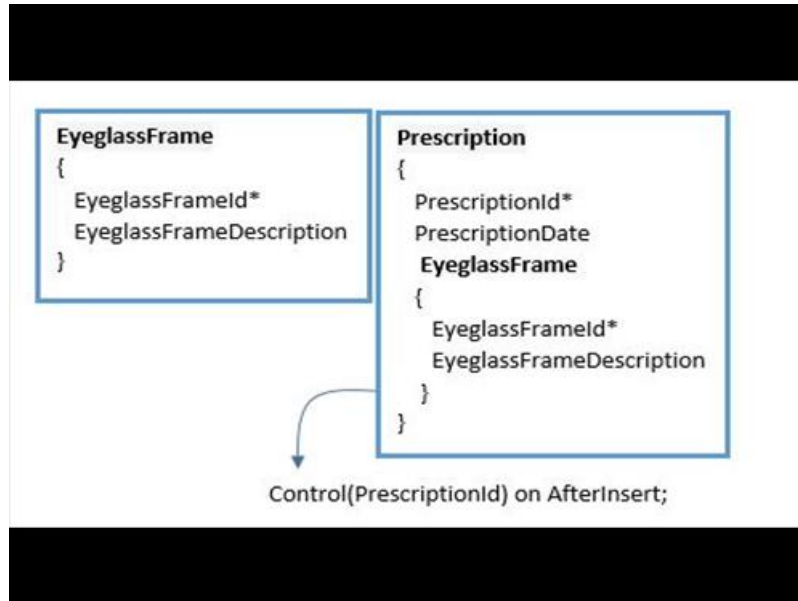 EyeglassFrame
{
EyeglassFrameId*
EyeglassFrameDescription
}
Prescription
{
PrescriptionId*
PrescriptionDate
EyeglassFrame
{
EyeglassFrameId*
EyeglassFrameDescription
}
}
Control(PrescriptionId) on AfterInsert;